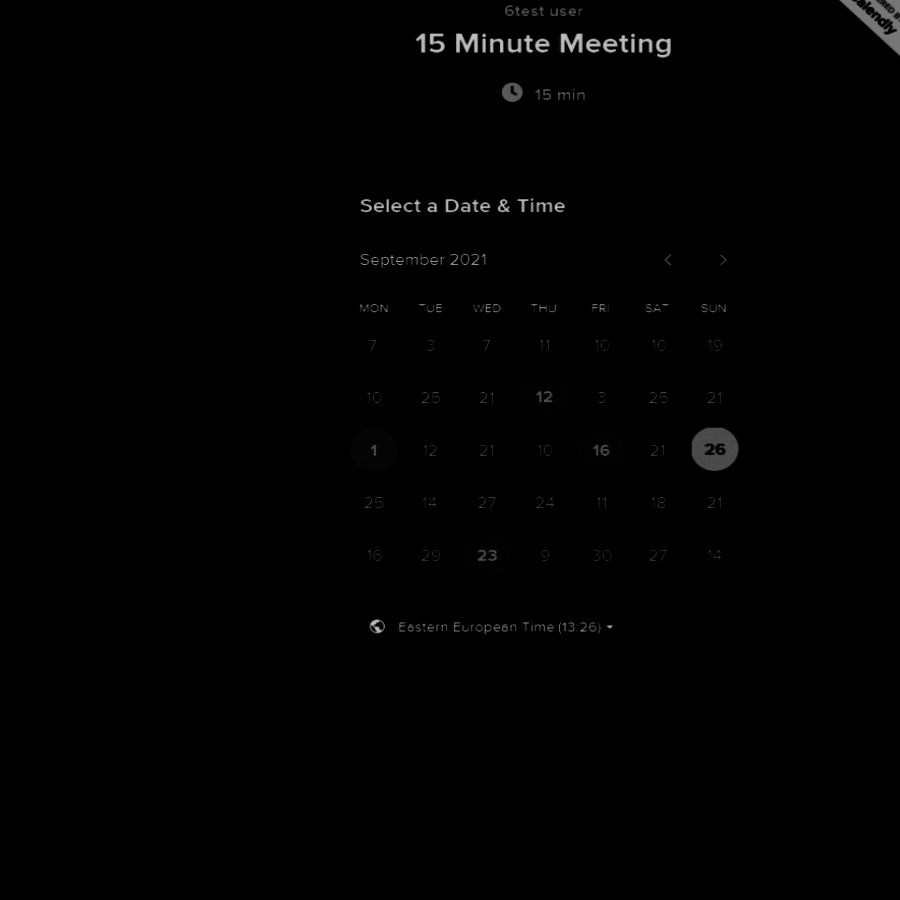 6test user
15 Minute Meeting
15 min
Calendly
Select a Date & Time
September 2021
MON TUE WED THU FRI SAT SUN
7 3 7 11 10 10 19
10 25 21 12 3 25 21
1 12 21 10 16 21 26
25 14 27 24 11 18 21
16 29 23 9 30 27 14
Eastern European Time (13:26)